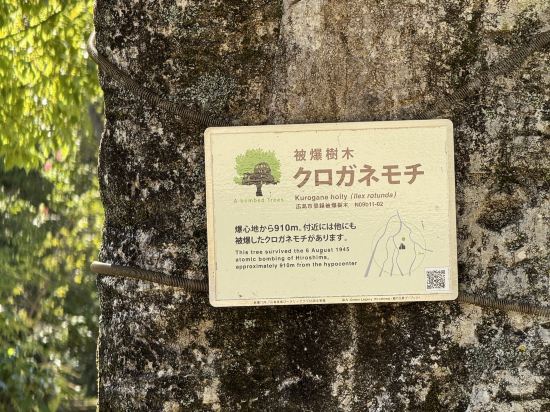 被爆樹木
クロガネモチ
A-bombed Trees
Kurogane holly (Ilex rotunda)
広島市登録被爆樹木 N09b11-02
爆心地から910m。付近には他にも
被爆したクロガネモチがあります。
This tree survived the 6 August 1945
atomic bombing of Hiroshima,
approximately 910m from the hypocenter